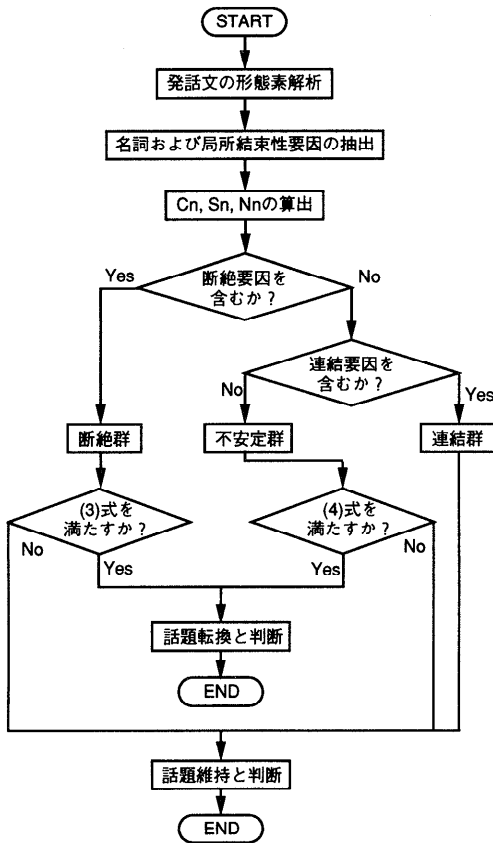 START
発話文の形態素解析
名詞および局所結束性要因の抽出
Cn, Sn, Nnの算出
断絶要因を
含むか？
Yes
No
連結要因を
含むか？
No
Yes
断絶群
不安定群
連結群
(3)式を
満たすか？
(4)式を
満たすか？
No
Yes
Yes
No
話題転換と判断
END
話題維持と判断
END